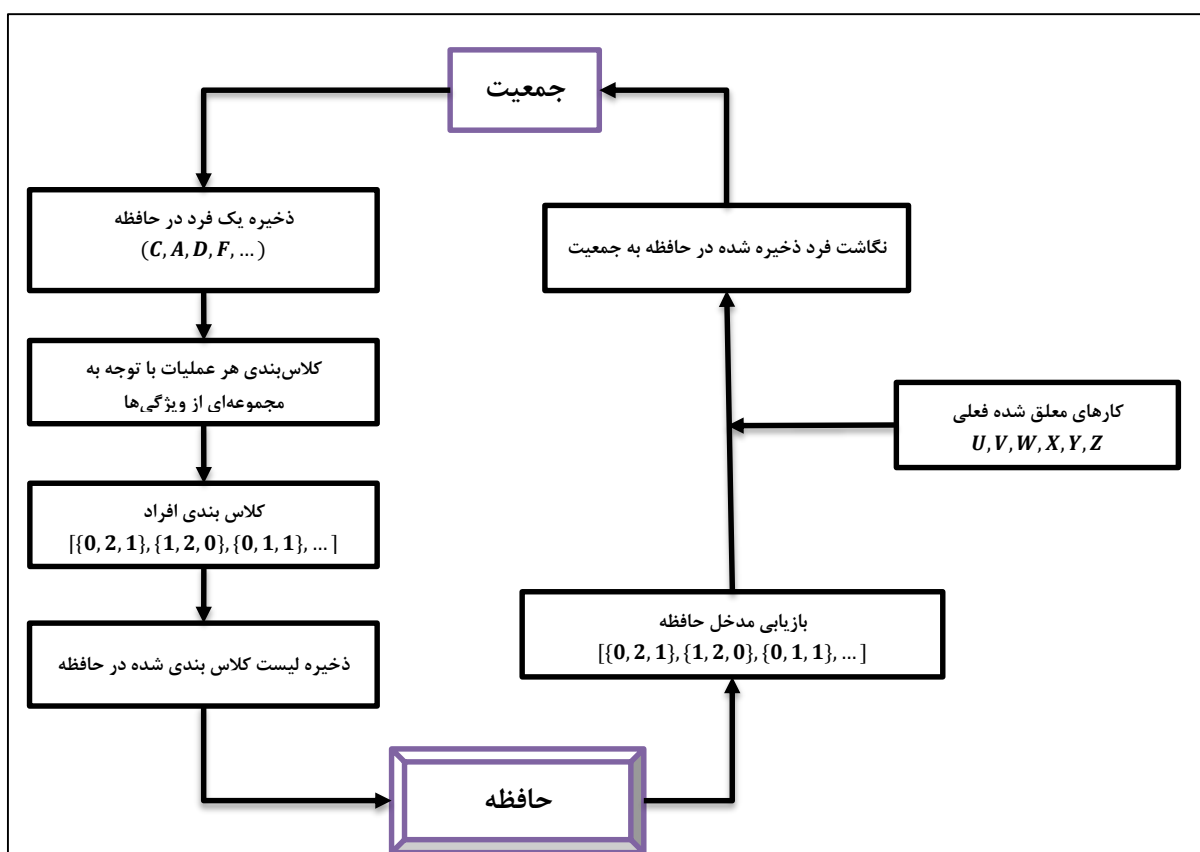 جمعیت
ذخیره یک فرد در حافظه
(C, A, D, F, …)
کلاس‌بندی هر عملیات با توجه به
مجموعه‌ای از ویژگی‌ها
کلاس بندی افراد
[{0, 2, 1}, {1, 2, 0}, {0, 1, 1}, …]
ذخیره لیست کلاس بندی شده در حافظه
حافظه
بازیابی مدخل حافظه
[{0, 2, 1}, {1, 2, 0}, {0, 1, 1}, …]
کارهای معلق شده فعلی
U, V, W, X, Y, Z
نگاشت فرد ذخیره شده در حافظه به جمعیت